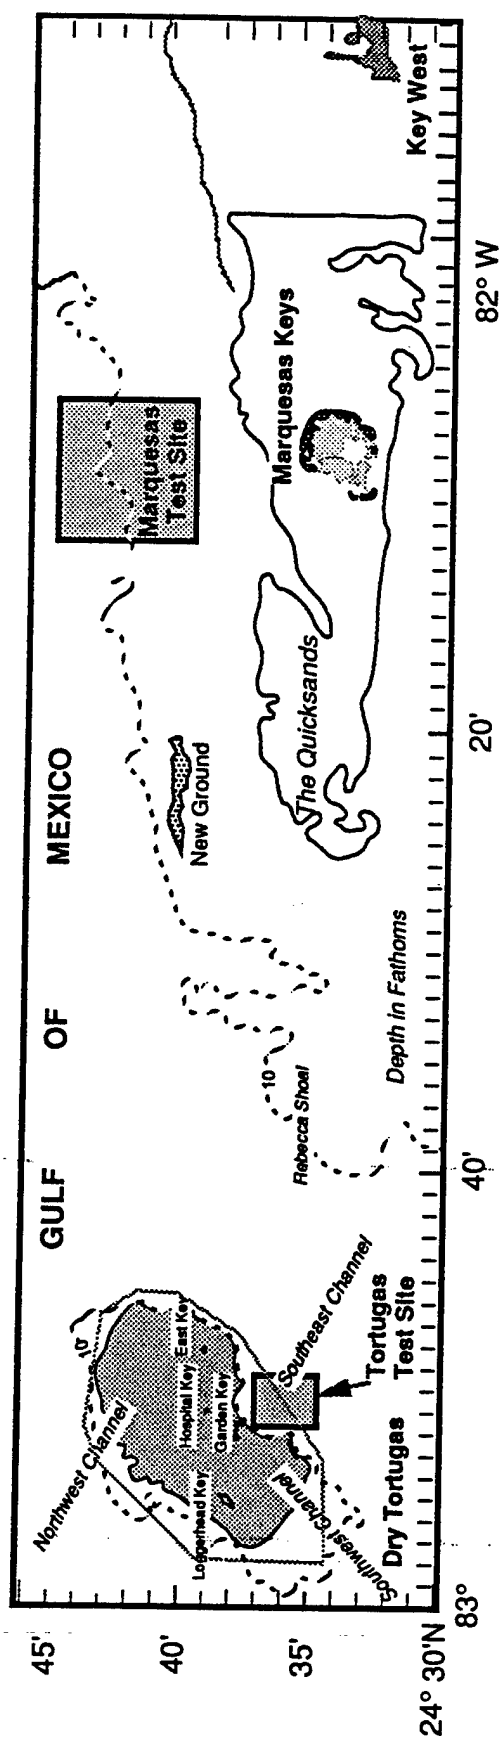 GULF OF MEXICO
45'
40'
35'
24° 30'N
83°
40'
20'
82° W
Northwest Channel
10
Hospital Key
East Key
Garden Key
Loggerhead Key
Southwest Channel
Southeast Channel
Dry Tortugas
Tortugas
Test Site
10
Rebecca Shoal
Depth in Fathoms
New Ground
The Quicksands
Marquesas
Test Site
Marquesas Keys
Key West